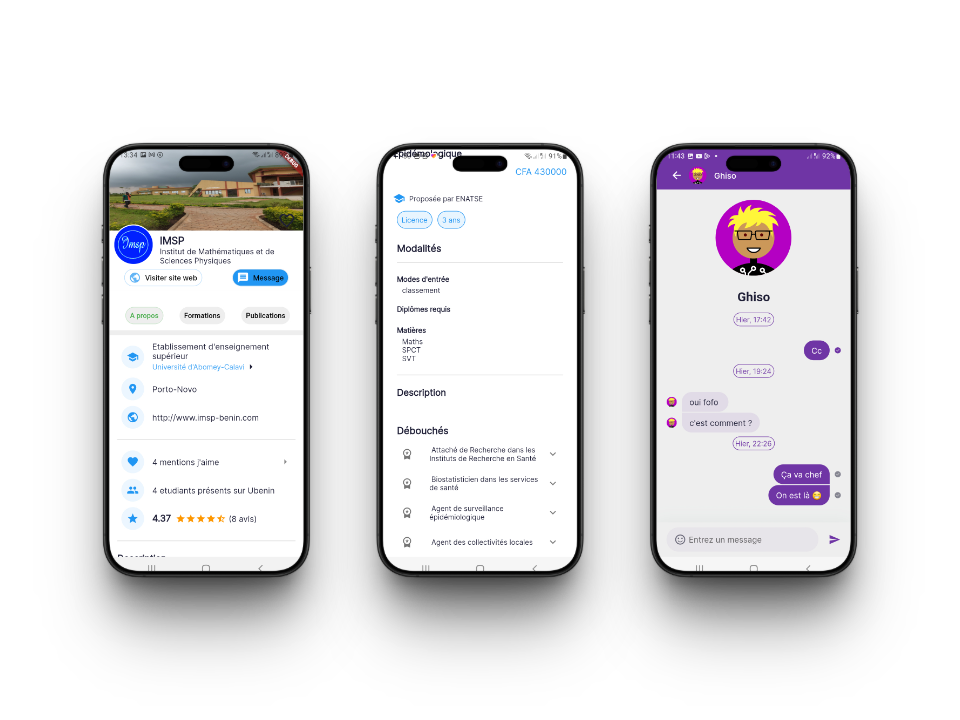 13:34
DEBUG
Imsp
IMSP
Institut de Mathématiques et de
Sciences Physiques
Visiter site web
Message
A propos
Formations
Publications
Etablissement d'enseignement
supérieur
Université d'Abomey-Calavi
Porto-Novo
http://www.imsp-benin.com
4 mentions j'aime
4 etudiants présents sur Ubenin
4.37
(8 avis)
Description
Epidémiologique
91%
CFA 430000
Proposée par ENATSE
Licence
3 ans
Modalités
Modes d'entrée
classement
Diplômes requis
Matières
Maths
SPCT
SVT
Description
Débouchés
Attaché de Recherche dans les
Instituts de Recherche en Santé
Biostatisticien dans les services
de santé
Agent de surveillance
épidémiologique
Agent des collectivités locales
11:43
92%
Ghiso
Ghiso
Hier, 17:42
Cc
Hier, 19:24
oui fofo
c'est comment ?
Hier, 22:26
Ça va chef
On est là 😁
Entrez un message